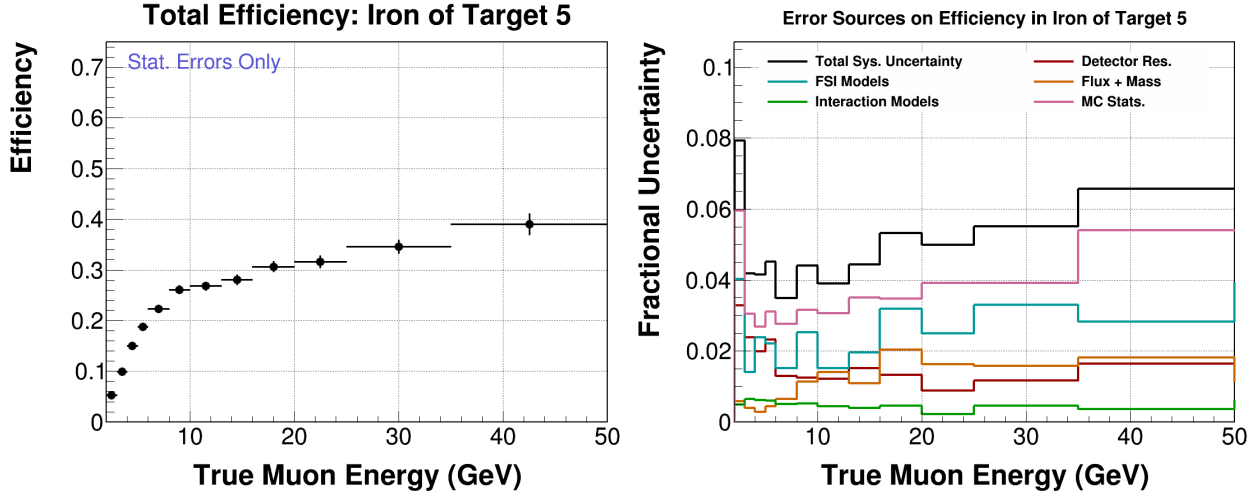 Total Efficiency: Iron of Target 5
Stat. Errors Only
Efficiency
0.7
0.6
0.5
0.4
0.3
0.2
0.1
0
10
20
30
40
50
True Muon Energy (GeV)
Error Sources on Efficiency in Iron of Target 5
Total Sys. Uncertainty
FSI Models
Interaction Models
Detector Res.
Flux + Mass
MC Stats.
Fractional Uncertainty
0.1
0.08
0.06
0.04
0.02
0
10
20
30
40
50
True Muon Energy (GeV)